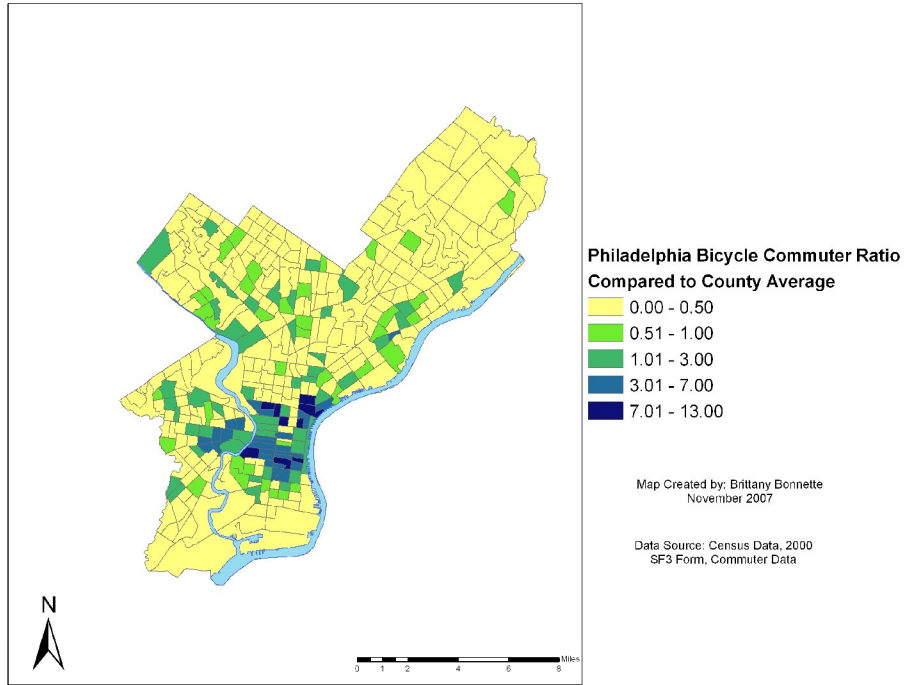 Philadelphia Bicycle Commuter Ratio
Compared to County Average
0.00 - 0.50
0.51 - 1.00
1.01 - 3.00
3.01 - 7.00
7.01 - 13.00
Map Created by: Brittany Bonnette
November 2007
Data Source: Census Data, 2000
SF3 Form, Commuter Data
N
Miles
0 1 2 4 6 8